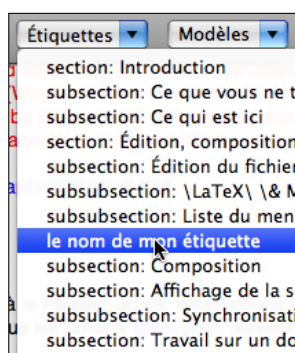 Étiquettes Modèles
section: Introduction
subsection: Ce que vous ne
subsection: Ce qui est ici
section: Édition, composition
subsection: Édition du fichier
subsubsection: \LaTeX\ \&
subsubsection: Liste du men
le nom de mon étiquette
subsection: Composition
subsection: Affichage de la s
subsubsection: Synchronisati
subsection: Travail sur un do